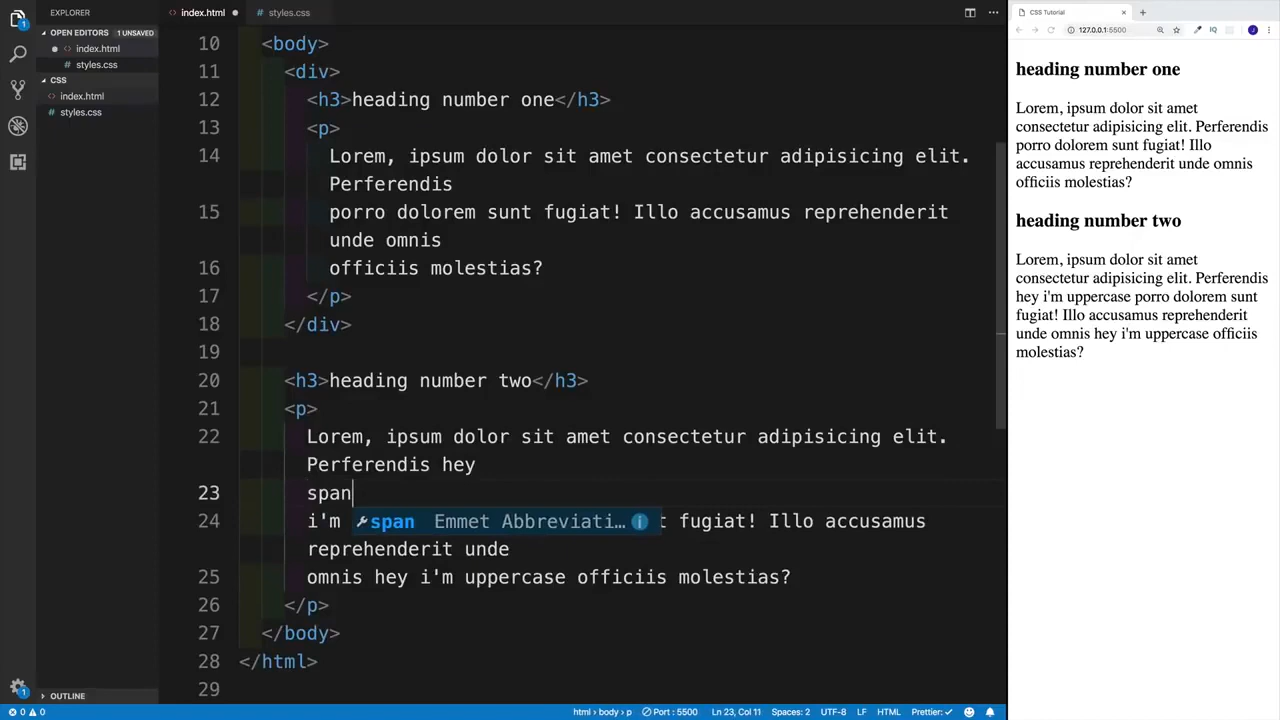 EXPLORER
OPEN EDITORS 1 UNSAVED
index.html
styles.css
CSS
index.html
styles.css
OUTLINE
index.html
styles.css
10 <body>
11 <div>
12 <h3>heading number one</h3>
13 <p>
14 Lorem, ipsum dolor sit amet consectetur adipisicing elit.
Perferendis
15 porro dolorem sunt fugiat! Illo accusamus reprehenderit
unde omnis
16 officiis molestias?
17 </p>
18 </div>
19
20 <h3>heading number two</h3>
21 <p>
22 Lorem, ipsum dolor sit amet consectetur adipisicing elit.
Perferendis hey
23 span
24 i'm span Emmet Abbreviati... t fugiat! Illo accusamus
reprehenderit unde
25 omnis hey i'm uppercase officiis molestias?
26 </p>
27 </body>
28 </html>
29
CSS Tutorial
127.0.0.1:5500
heading number one
Lorem, ipsum dolor sit amet
consectetur adipisicing elit. Perferendis
porro dolorem sunt fugiat! Illo
accusamus reprehenderit unde omnis
officiis molestias?
heading number two
Lorem, ipsum dolor sit amet
consectetur adipisicing elit. Perferendis
hey i'm uppercase porro dolorem sunt
fugiat! Illo accusamus reprehenderit
unde omnis hey i'm uppercase officiis
molestias?
0 0 html › body › p Port : 5500 Ln 23, Col 11 Spaces: 2 UTF-8 LF HTML Prettier: ✓